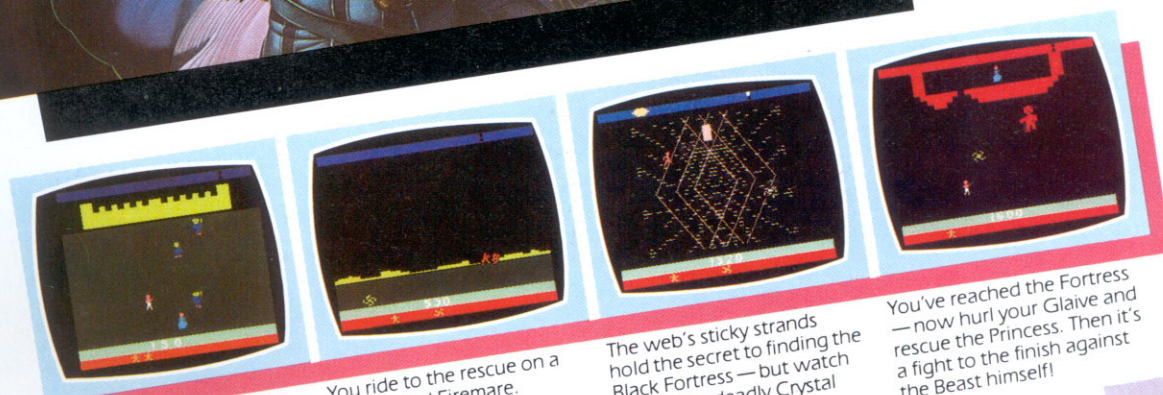 150
550
1320
1600
You ride to the rescue on a
Firemare.
The web's sticky strands
hold the secret to finding the
Black Fortress — but watch
deadly Crystal
You've reached the Fortress
— now hurl your Glaive and
rescue the Princess. Then it's
a fight to the finish against
the Beast himself!